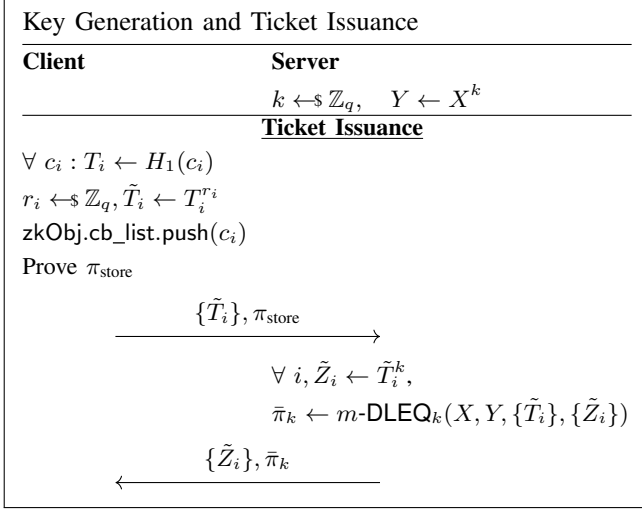 Key Generation and Ticket Issuance
Client Server
k ←$ ℤ_q, Y ← X^k
Ticket Issuance
∀ c_i : T_i ← H_1(c_i)
r_i ←$ ℤ_q, T̃_i ← T_i^{r_i}
zkObj.cb_list.push(c_i)
Prove π_store
{T̃_i}, π_store
∀ i, Z̃_i ← T̃_i^k,
π̄_k ← m-DLEQ_k(X, Y, {T̃_i}, {Z̃_i})
{Z̃_i}, π̄_k